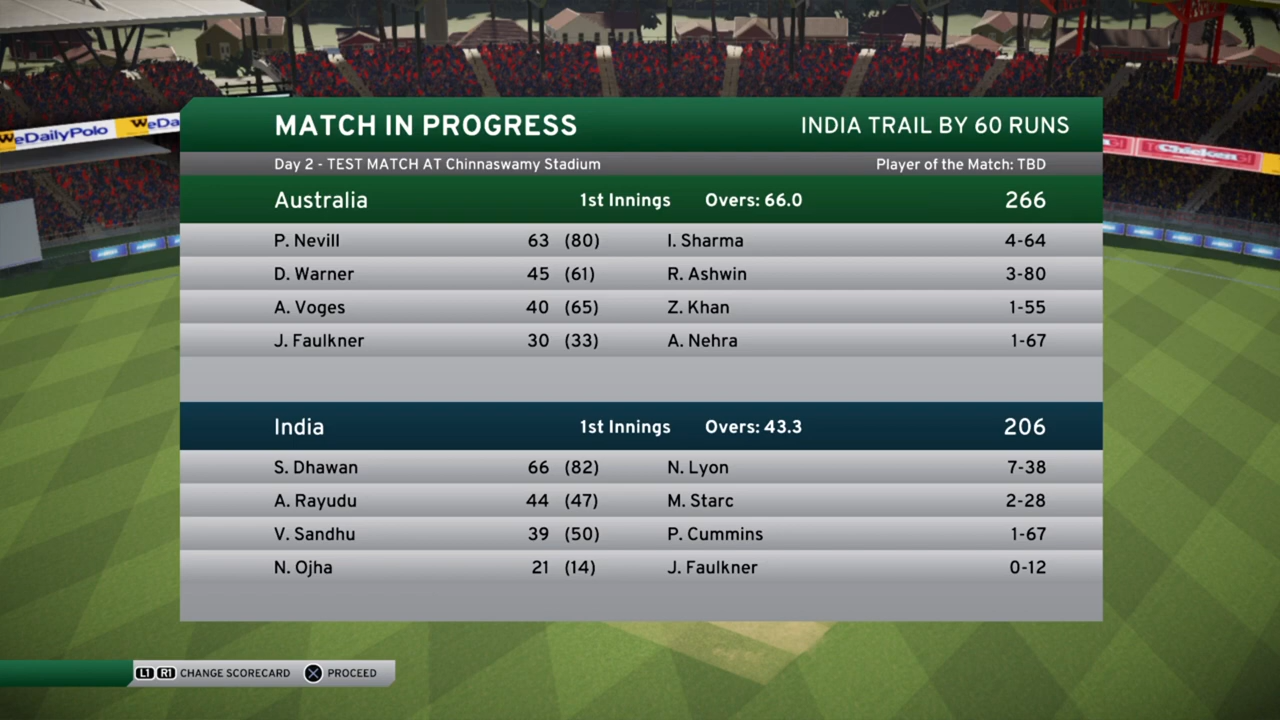 WeDailyPolo WeDa
MATCH IN PROGRESS INDIA TRAIL BY 60 RUNS
Day 2 - TEST MATCH AT Chinnaswamy Stadium Player of the Match: TBD
Australia 1st Innings Overs: 66.0 266
P. Nevill 63 (80) I. Sharma 4-64
D. Warner 45 (61) R. Ashwin 3-80
A. Voges 40 (65) Z. Khan 1-55
J. Faulkner 30 (33) A. Nehra 1-67
India 1st Innings Overs: 43.3 206
S. Dhawan 66 (82) N. Lyon 7-38
A. Rayudu 44 (47) M. Starc 2-28
V. Sandhu 39 (50) P. Cummins 1-67
N. Ojha 21 (14) J. Faulkner 0-12
L1 R1 CHANGE SCORECARD PROCEED